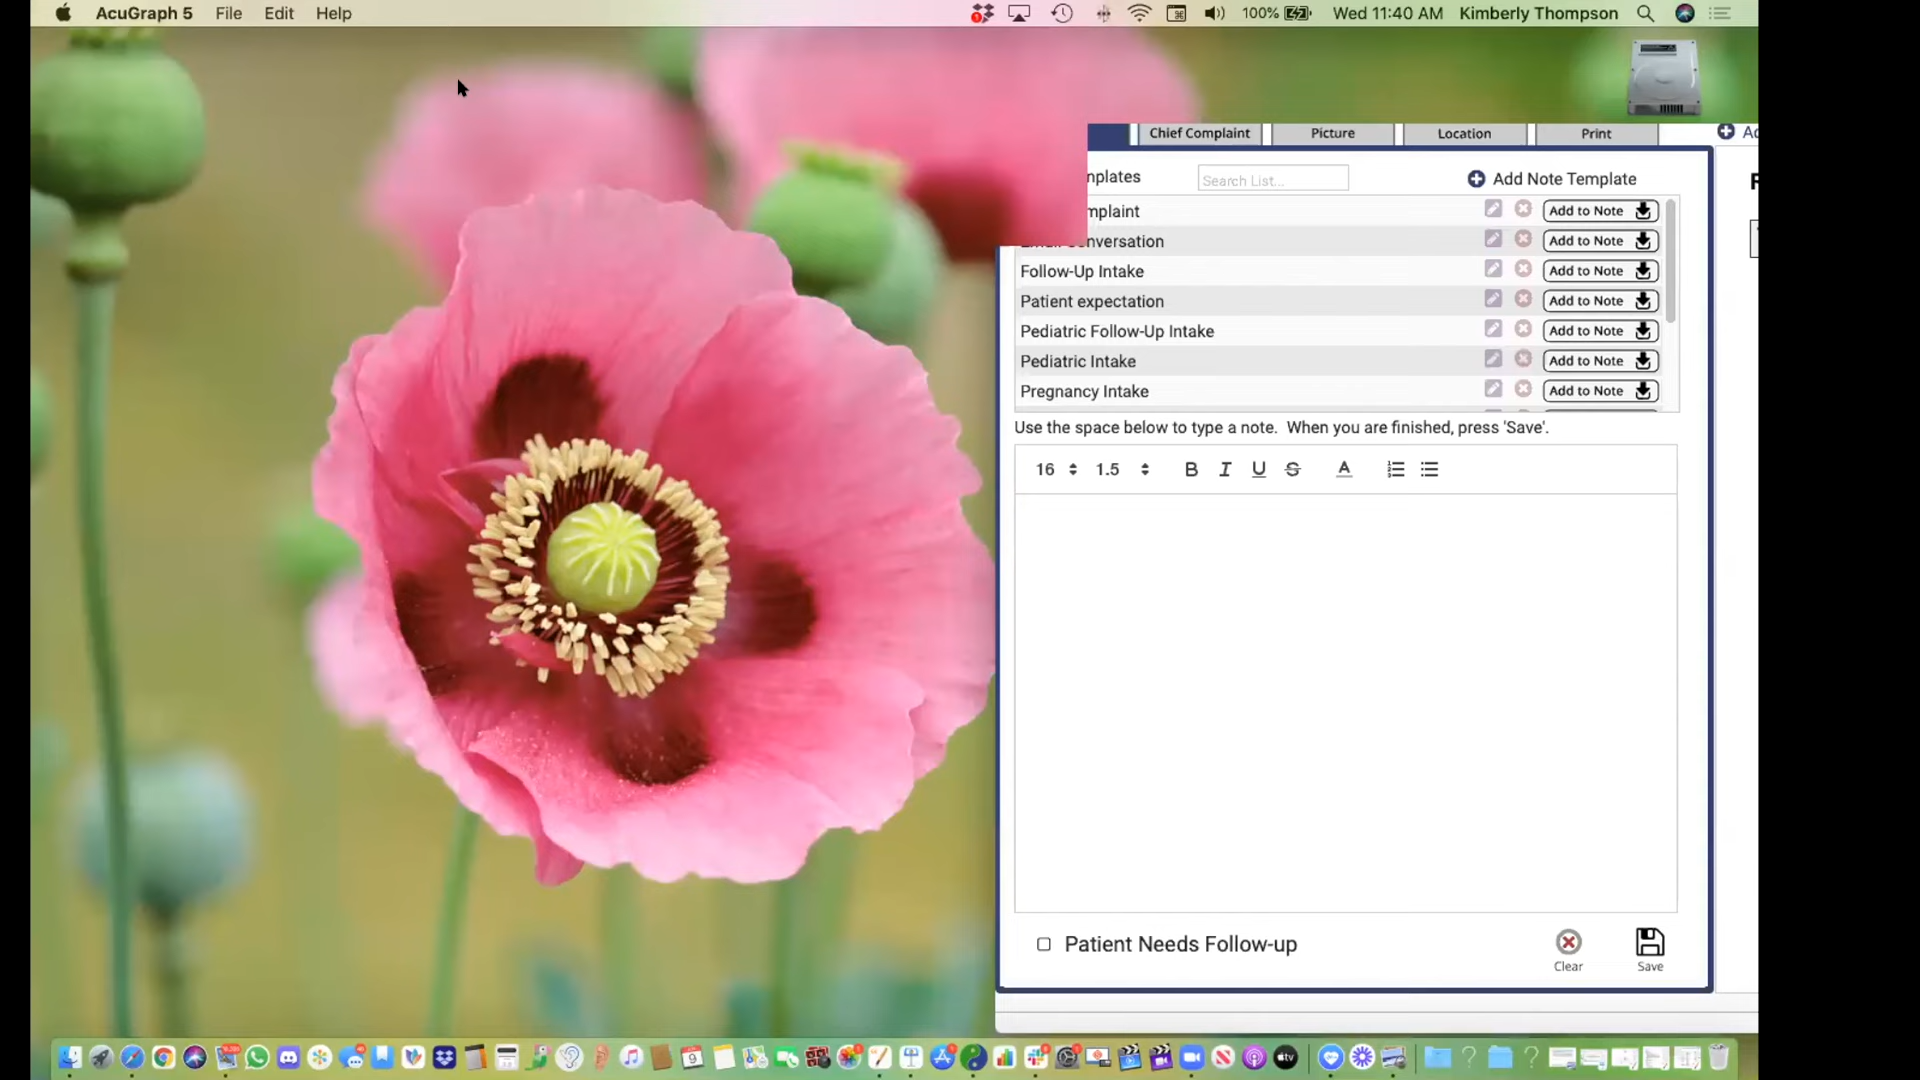 AcuGraph 5 File Edit Help 100% Wed 11:40 AM Kimberly Thompson
Chief Complaint Picture Location Print
Search List... Add Note Template
Add to Note
Add to Note
Follow-Up Intake Add to Note
Patient expectation Add to Note
Pediatric Follow-Up Intake Add to Note
Pediatric Intake Add to Note
Pregnancy Intake Add to Note
Use the space below to type a note. When you are finished, press 'Save'.
16 1.5 B I U S A
Patient Needs Follow-up
Clear Save